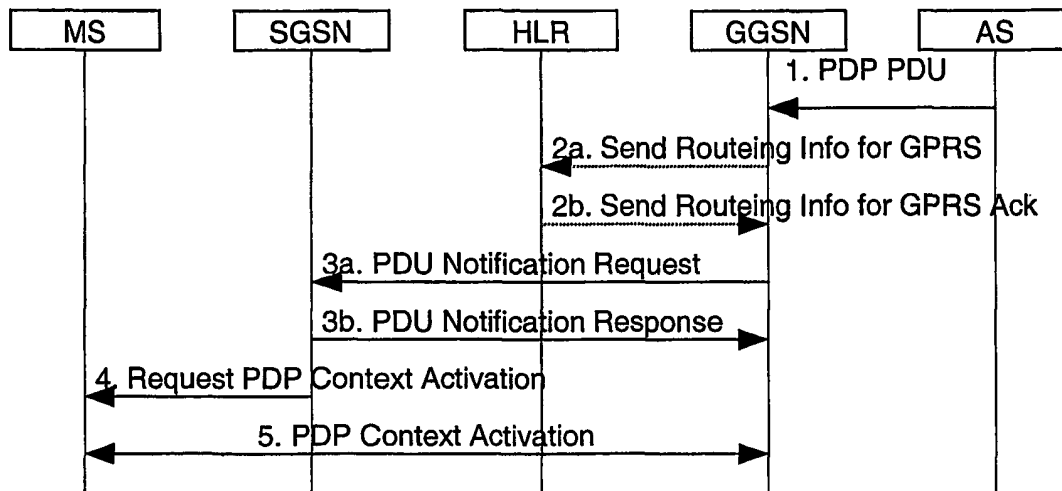 MS SGSN HLR GGSN AS
1. PDP PDU
2a. Send Routeing Info for GPRS
2b. Send Routeing Info for GPRS Ack
3a. PDU Notification Request
3b. PDU Notification Response
4. Request PDP Context Activation
5. PDP Context Activation